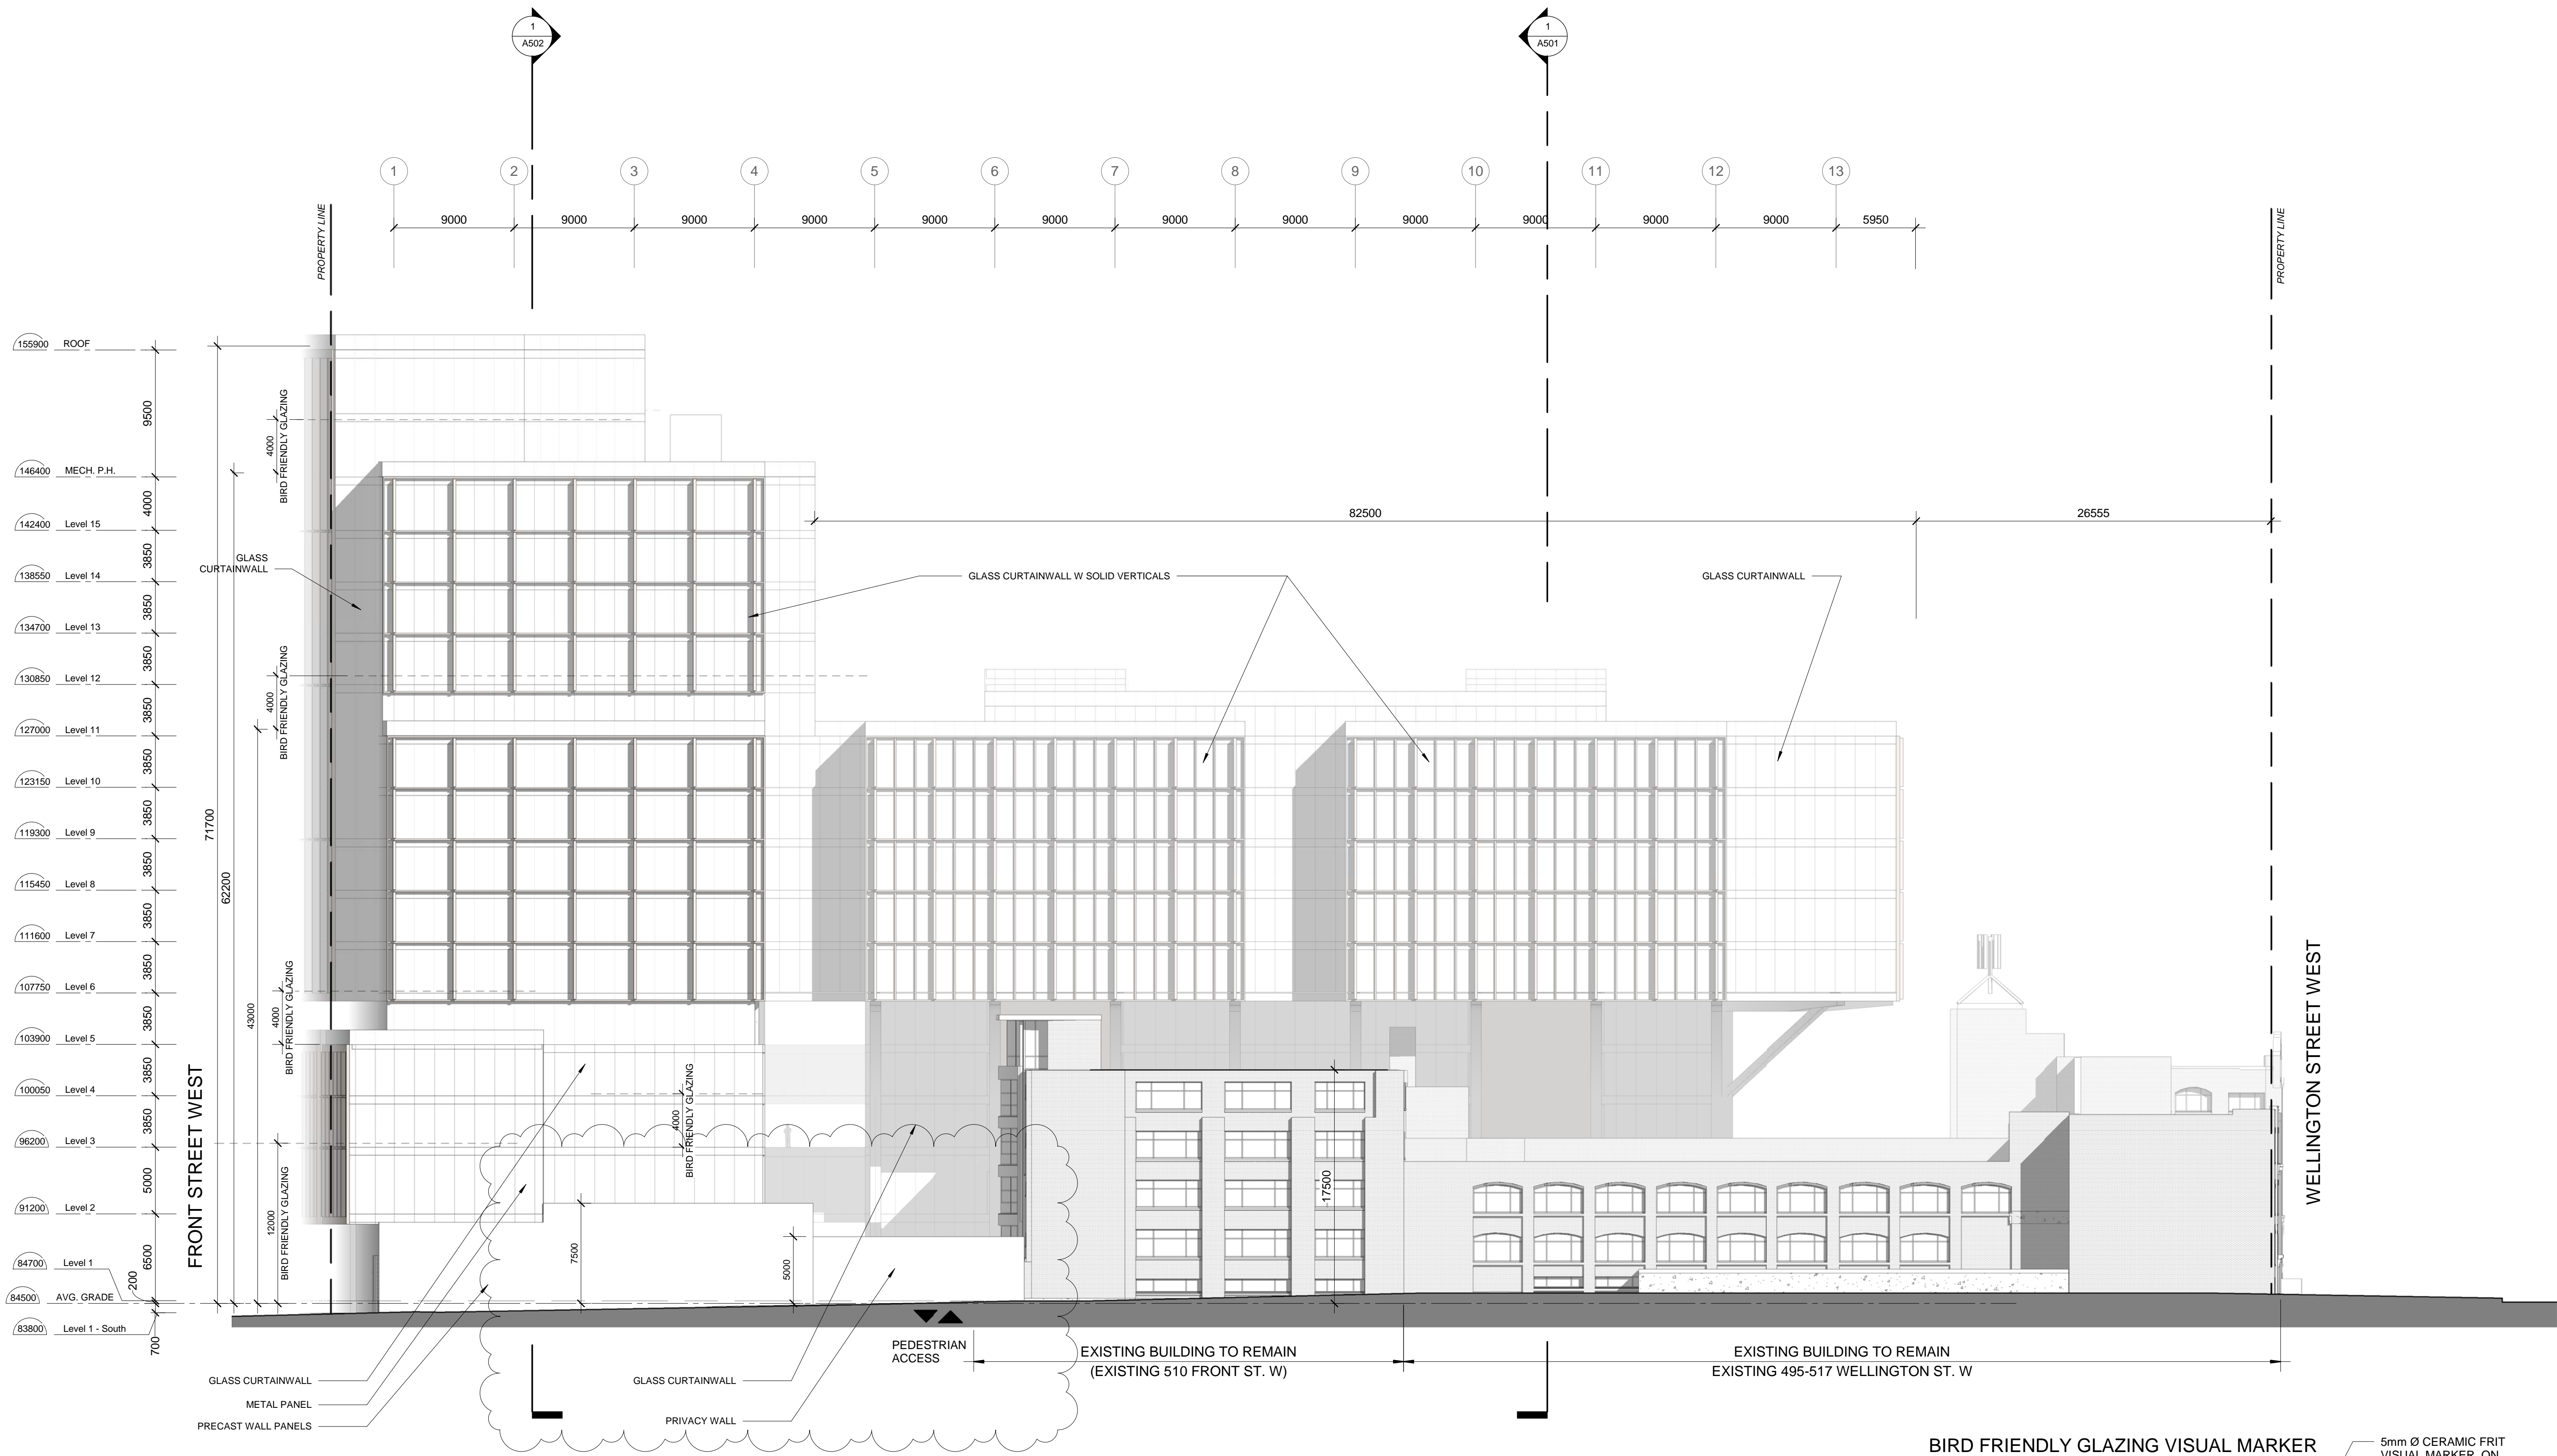 1
A502
1
A501
1 2 3 4 5 6 7 8 9 10 11 12 13
PROPERTY LINE
9000 9000 9000 9000 9000 9000 9000 9000 9000 9000 9000 9000 5950
PROPERTY LINE
155900 ROOF
9500
146400 MECH. P.H.
4000
142400 Level 15
3850
138550 Level 14
3850
134700 Level 13
3850
130850 Level 12
3850
127000 Level 11
3850
123150 Level 10
3850
119300 Level 9
3850
115450 Level 8
3850
111600 Level 7
3850
107750 Level 6
3850
103900 Level 5
3850
100050 Level 4
3850
96200 Level 3
5000
91200 Level 2
6500
84700 Level 1
200
84500 AVG. GRADE
83800 Level 1 - South
700
71700
62200
43000
4000
BIRD FRIENDLY GLAZING
4000
BIRD FRIENDLY GLAZING
4000
BIRD FRIENDLY GLAZING
4000
BIRD FRIENDLY GLAZING
12000
BIRD FRIENDLY GLAZING
FRONT STREET WEST
82500
26555
GLASS
CURTAINWALL
GLASS CURTAINWALL W SOLID VERTICALS
GLASS CURTAINWALL
7500
5000
17500
WELLINGTON STREET WEST
PEDESTRIAN
ACCESS
EXISTING BUILDING TO REMAIN
(EXISTING 510 FRONT ST. W)
EXISTING BUILDING TO REMAIN
EXISTING 495-517 WELLINGTON ST. W
GLASS CURTAINWALL
METAL PANEL
PRECAST WALL PANELS
GLASS CURTAINWALL
PRIVACY WALL
BIRD FRIENDLY GLAZING VISUAL MARKER
5mm Ø CERAMIC FRIT
VISUAL MARKER, ON